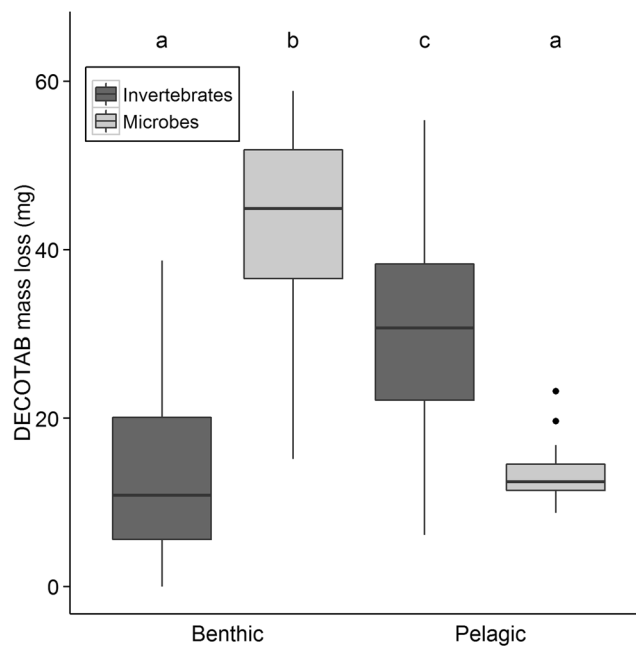 a b c a
60
Invertebrates
Microbes
40
DECOTAB mass loss (mg)
20
0
Benthic Pelagic